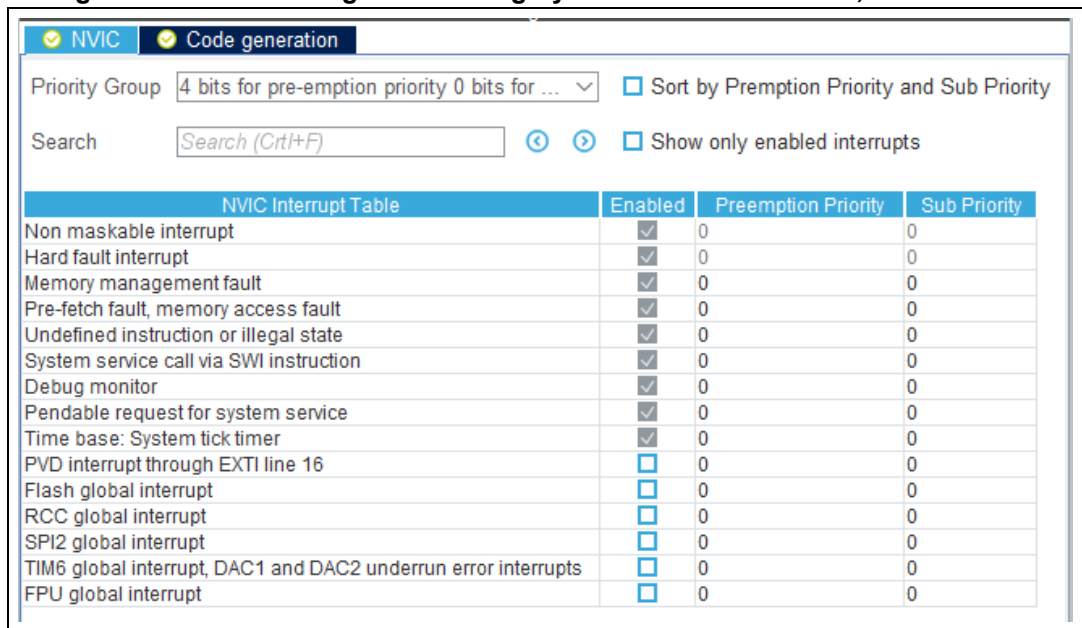 NVIC Code generation
Priority Group 4 bits for pre-emption priority 0 bits for ... Sort by Premption Priority and Sub Priority
Search Search (Crtl+F) Show only enabled interrupts
NVIC Interrupt Table Enabled Preemption Priority Sub Priority
Non maskable interrupt 0 0
Hard fault interrupt 0 0
Memory management fault 0 0
Pre-fetch fault, memory access fault 0 0
Undefined instruction or illegal state 0 0
System service call via SWI instruction 0 0
Debug monitor 0 0
Pendable request for system service 0 0
Time base: System tick timer 0 0
PVD interrupt through EXTI line 16 0 0
Flash global interrupt 0 0
RCC global interrupt 0 0
SPI2 global interrupt 0 0
TIM6 global interrupt, DAC1 and DAC2 underrun error interrupts 0 0
FPU global interrupt 0 0